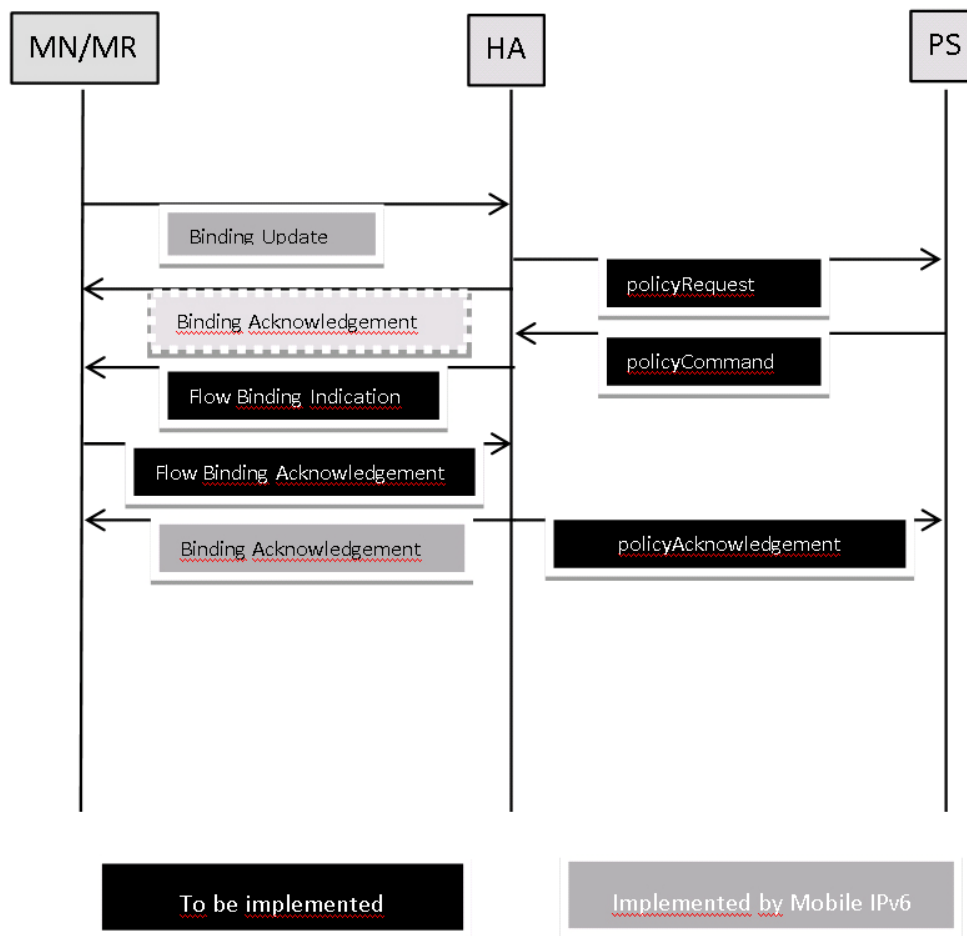 MN/MR
HA
PS
Binding Update
policyRequest
Binding Acknowledgement
policyCommand
Flow Binding Indication
Flow Binding Acknowledgement
Binding Acknowledgement
policyAcknowledgement
To be implemented
Implemented by Mobile IPv6